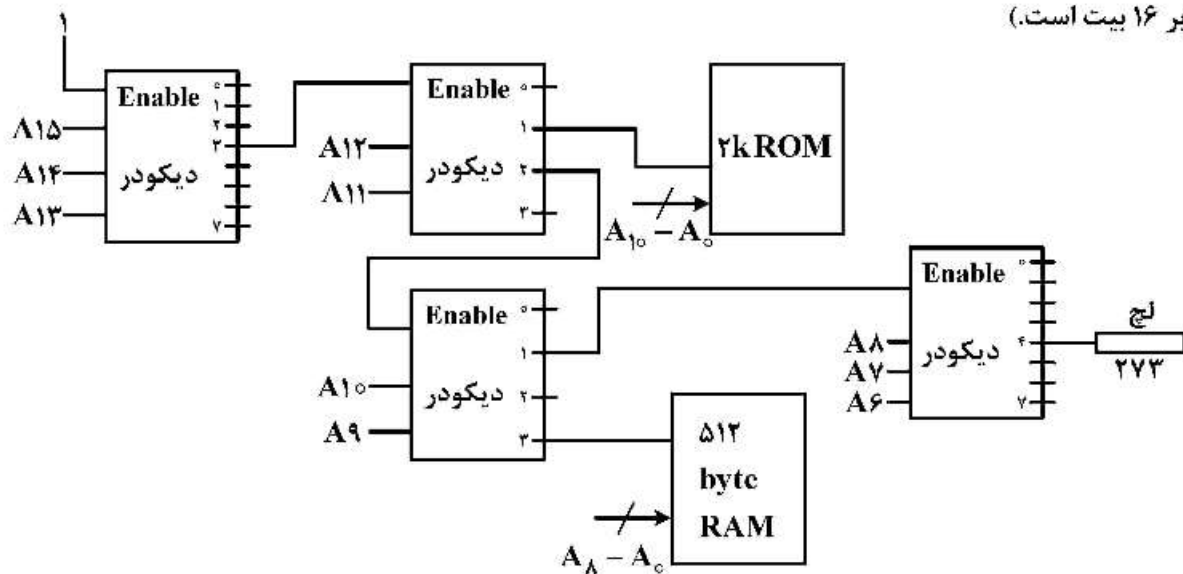 بر ۱۶ بیت است.)
۱
Enable
دیکودر
A۱۵
A۱۴
A۱۳
۰
۱
۲
۳
۷
Enable
دیکودر
A۱۲
A۱۱
۰
۱
۲
۳
۲k ROM
A۱۰ – A۰
Enable
دیکودر
A۱۰
A۹
۰
۱
۲
۳
Enable
دیکودر
A۸
A۷
A۶
۰
۴
۷
لچ
۲۷۳
۵۱۲
byte
RAM
A۸ – A۰